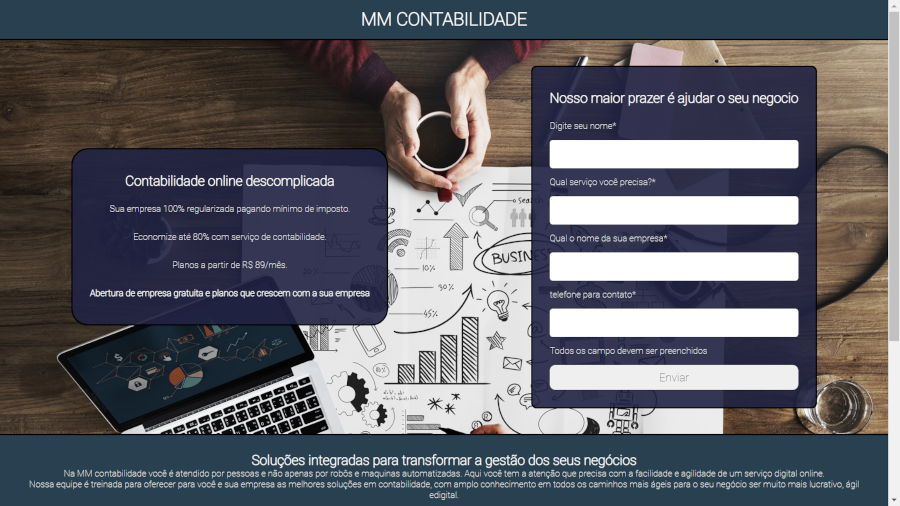 MM CONTABILIDADE
Contabilidade online descomplicada
Sua empresa 100% regularizada pagando mínimo de imposto.
Economize até 80% com serviço de contabilidade.
Planos a partir de R$ 89/mês.
Abertura de empresa gratuita e planos que crescem com a sua empresa
Nosso maior prazer é ajudar o seu negocio
Digite seu nome*
Qual serviço você precisa?*
Qual o nome da sua empresa*
telefone para contato*
Todos os campo devem ser preenchidos
Enviar
search
BUSINE
10%
30%
45%
Soluções integradas para transformar a gestão dos seus negócios
Na MM contabilidade você é atendido por pessoas e não apenas por robôs e maquinas automatizadas. Aqui você tem a atenção que precisa com a facilidade e agilidade de um serviço digital online.
Nossa equipe é treinada para oferecer para você e sua empresa as melhores soluções em contabilidade, com amplo conhecimento em todos os caminhos mais ágeis para o seu negócio ser muito mais lucrativo, ágil
edigital.